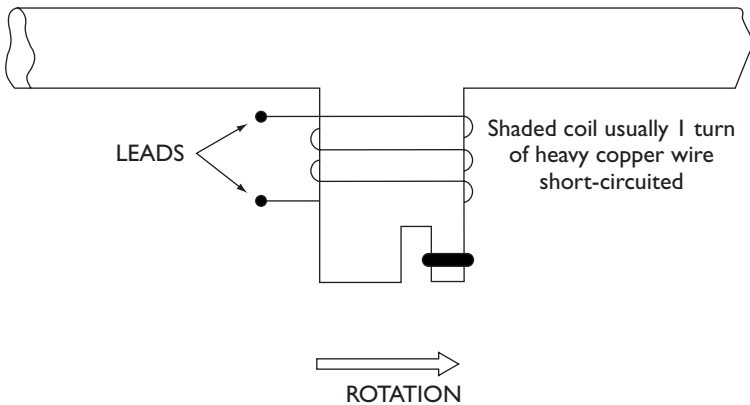 LEADS
Shaded coil usually 1 turn
of heavy copper wire
short-circuited
ROTATION